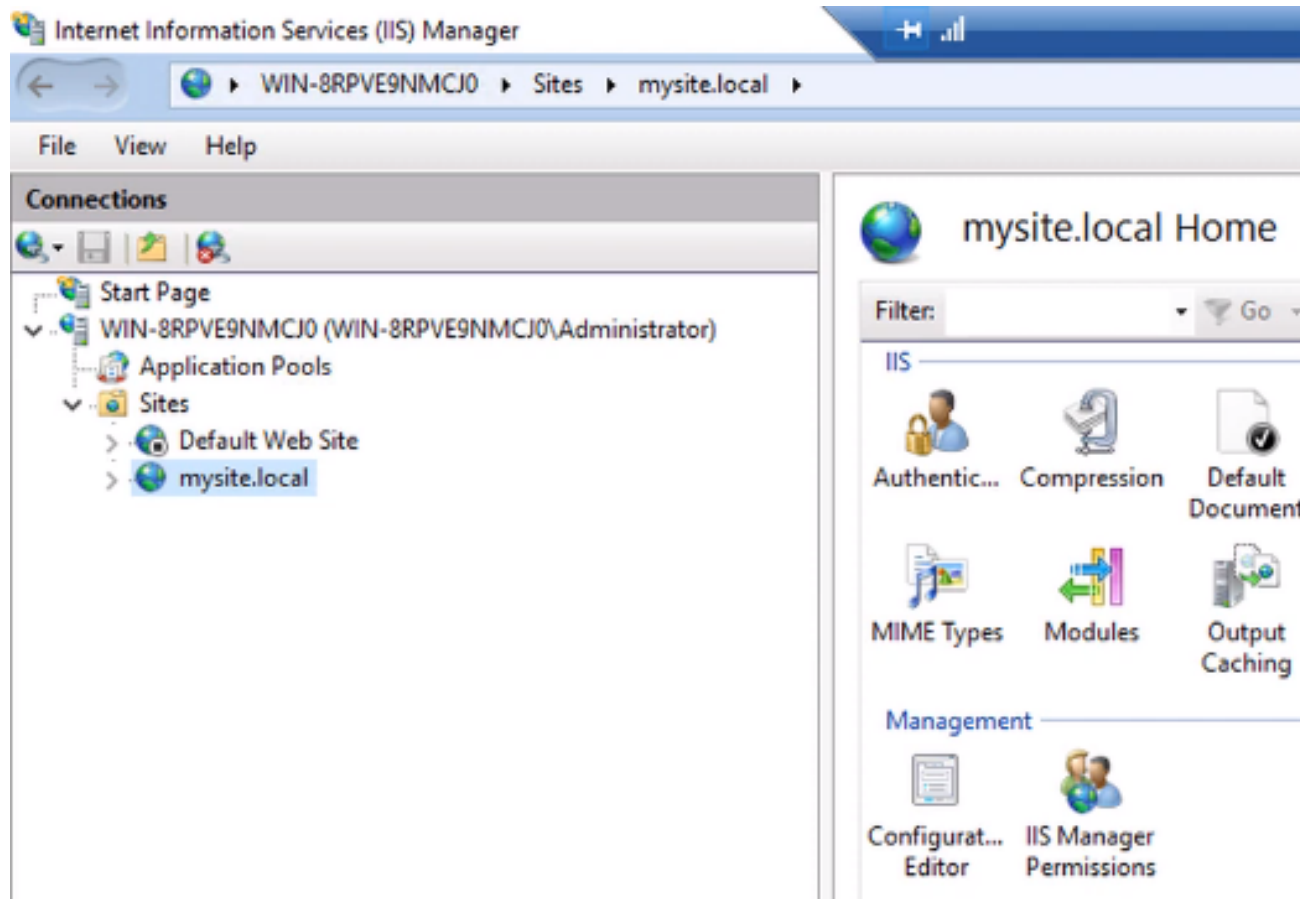 Internet Information Services (IIS) Manager
WIN-8RPVE9NMCJ0 Sites mysite.local
File View Help
Connections
Start Page
WIN-8RPVE9NMCJ0 (WIN-8RPVE9NMCJ0\Administrator)
Application Pools
Sites
Default Web Site
mysite.local
mysite.local Home
Filter: Go
IIS
Authentic... Compression Default
Document
MIME Types Modules Output
Caching
Management
Configurat... IIS Manager
Editor Permissions